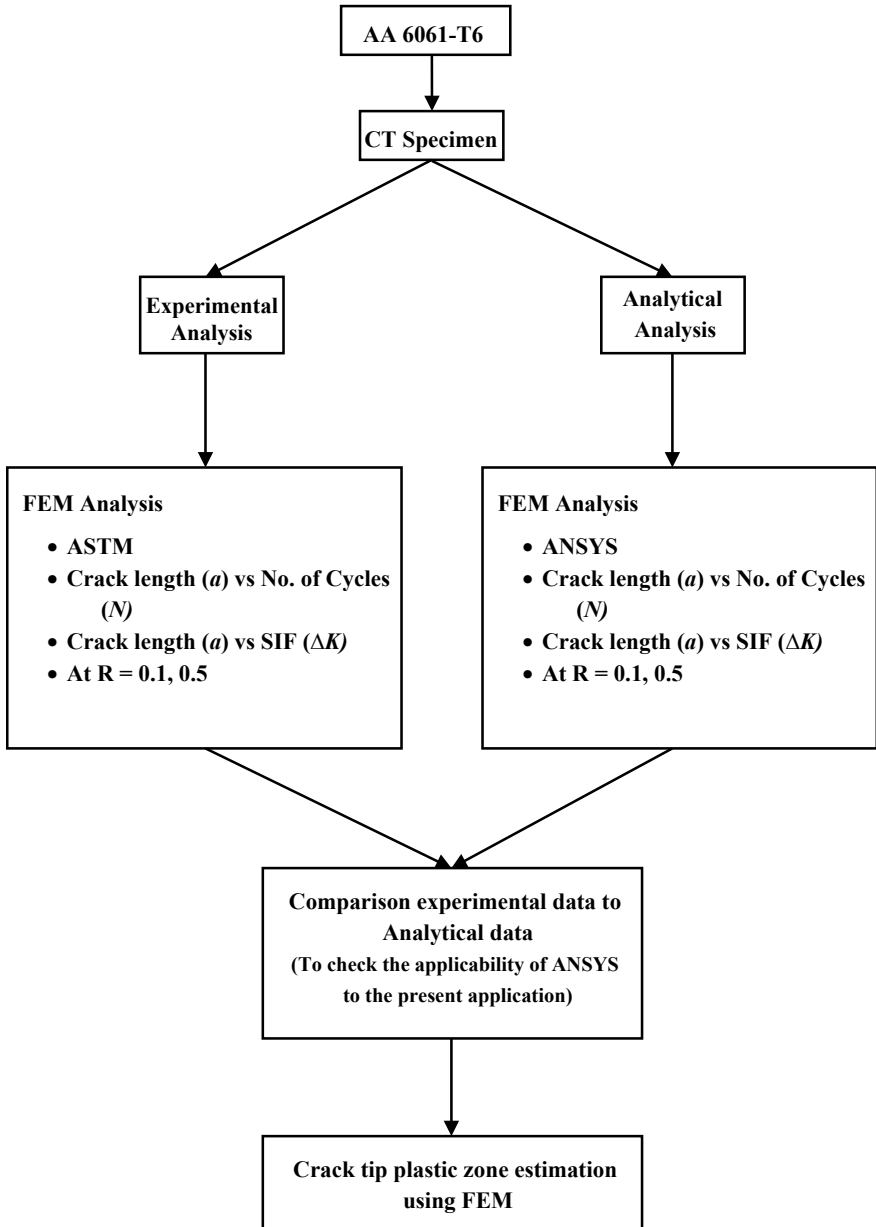 AA 6061-T6
CT Specimen
Experimental
Analysis
Analytical
Analysis
FEM Analysis
• ASTM
• Crack length (a) vs No. of Cycles
(N)
• Crack length (a) vs SIF (ΔK)
• At R = 0.1, 0.5
FEM Analysis
• ANSYS
• Crack length (a) vs No. of Cycles
(N)
• Crack length (a) vs SIF (ΔK)
• At R = 0.1, 0.5
Comparison experimental data to
Analytical data
(To check the applicability of ANSYS
to the present application)
Crack tip plastic zone estimation
using FEM